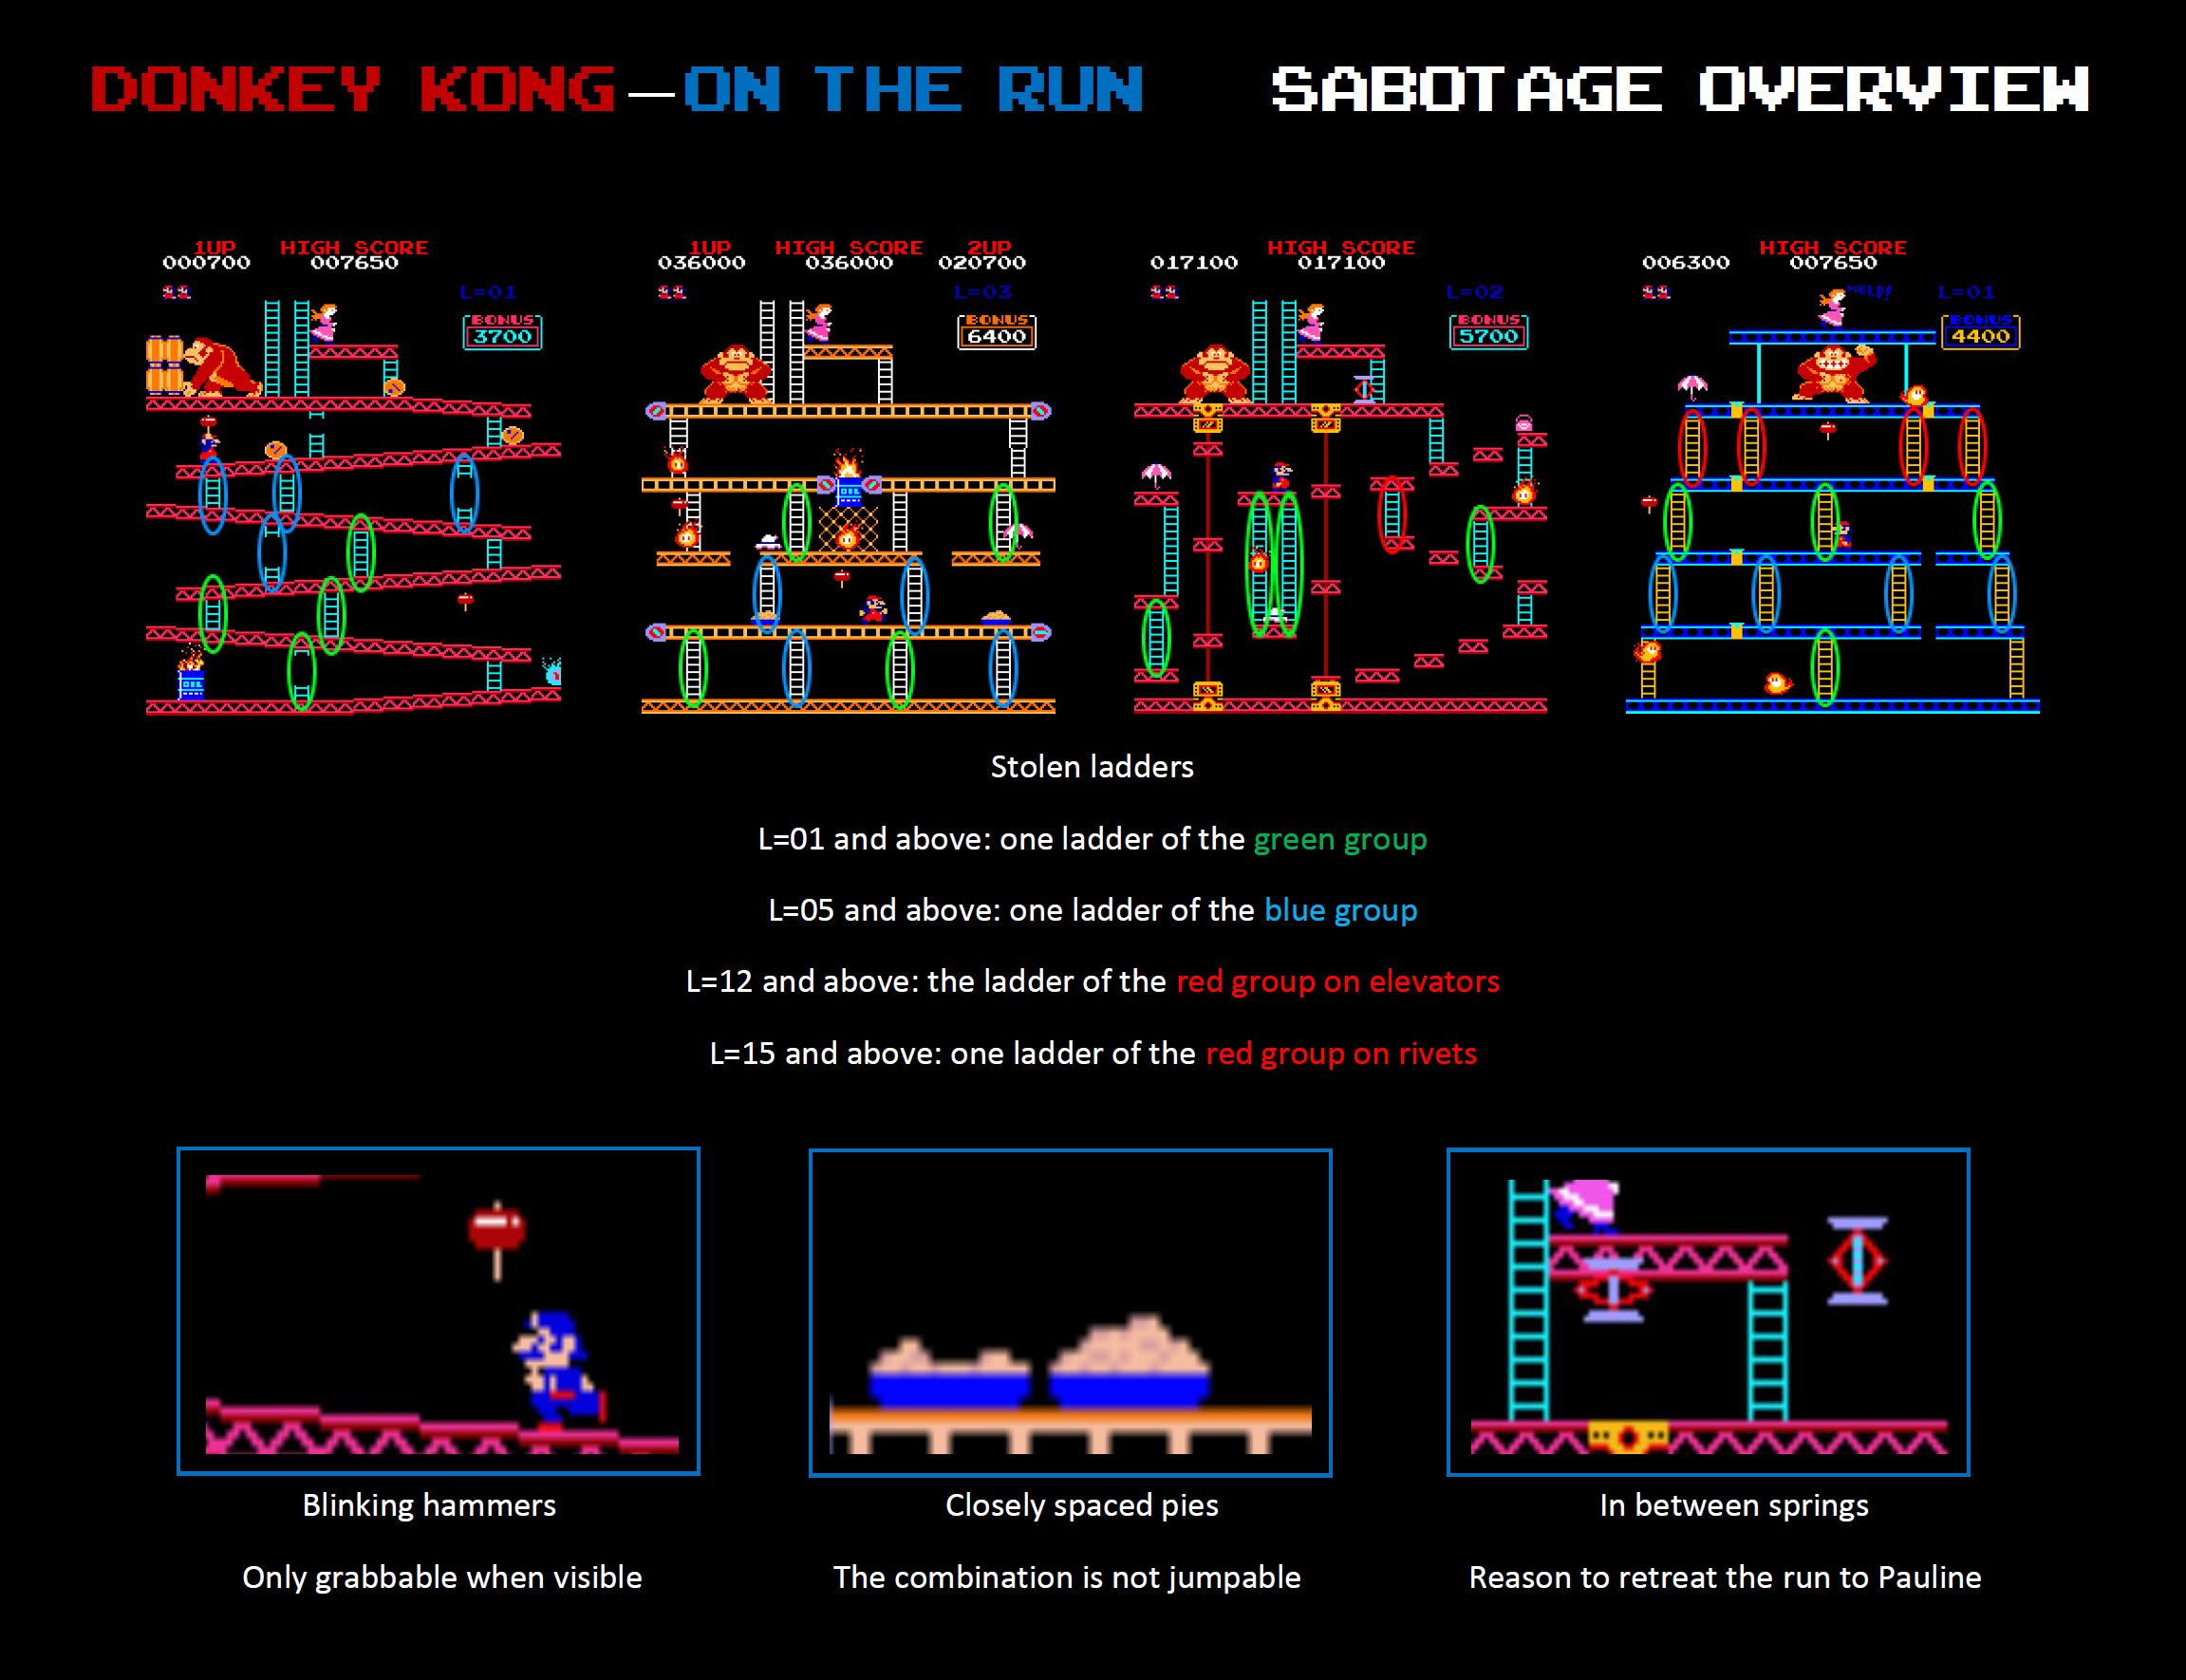 DONKEY KONG—ON THE RUN SABOTAGE OVERVIEW
1UP HIGH SCORE
000700 007650
L=01
BONUS
3700
OIL
1UP HIGH SCORE 2UP
036000 036000 020700
L=03
BONUS
6400
OIL
HIGH SCORE
017100 017100
L=02
BONUS
5700
HIGH SCORE
006300 007650
HELP!
L=01
BONUS
4400
Stolen ladders
L=01 and above: one ladder of the green group
L=05 and above: one ladder of the blue group
L=12 and above: the ladder of the red group on elevators
L=15 and above: one ladder of the red group on rivets
Blinking hammers
Only grabbable when visible
Closely spaced pies
The combination is not jumpable
In between springs
Reason to retreat the run to Pauline